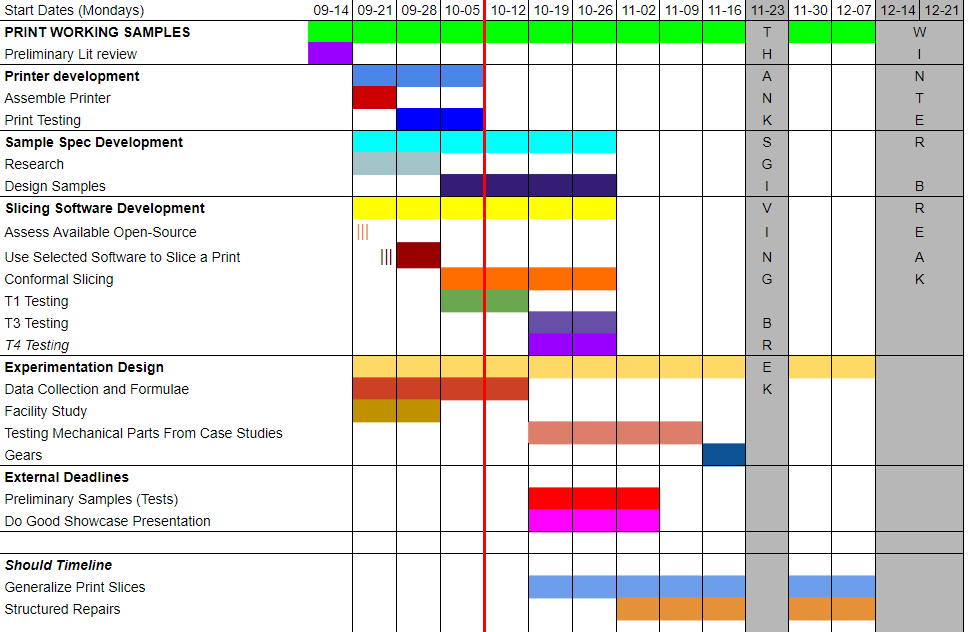 Start Dates (Mondays) 09-14 09-21 09-28 10-05 10-12 10-19 10-26 11-02 11-09 11-16 11-23 11-30 12-07 12-14 12-21
PRINT WORKING SAMPLES
Preliminary Lit review
Printer development
Assemble Printer
Print Testing
Sample Spec Development
Research
Design Samples
Slicing Software Development
Assess Available Open-Source
Use Selected Software to Slice a Print
Conformal Slicing
T1 Testing
T3 Testing
T4 Testing
Experimentation Design
Data Collection and Formulae
Facility Study
Testing Mechanical Parts From Case Studies
Gears
External Deadlines
Preliminary Samples (Tests)
Do Good Showcase Presentation
Should Timeline
Generalize Print Slices
Structured Repairs
THANKSGIVING BREK
WINTER BREAK